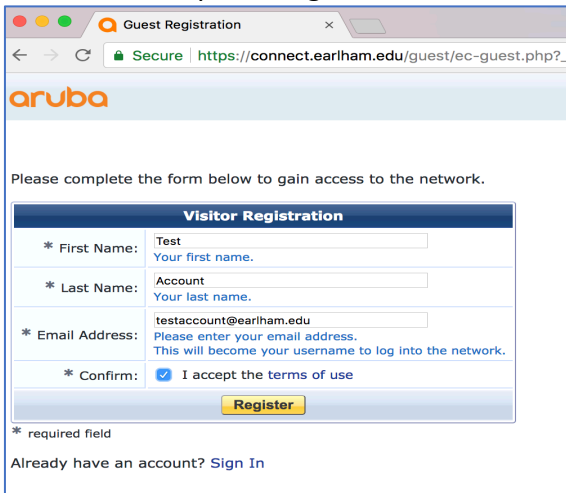 Guest Registration
Secure | https://connect.earlham.edu/guest/ec-guest.php?_
aruba
Please complete the form below to gain access to the network.
Visitor Registration
* First Name: Test
Your first name.
* Last Name: Account
Your last name.
* Email Address: testaccount@earlham.edu
Please enter your email address.
This will become your username to log into the network.
* Confirm: I accept the terms of use
Register
* required field
Already have an account? Sign In